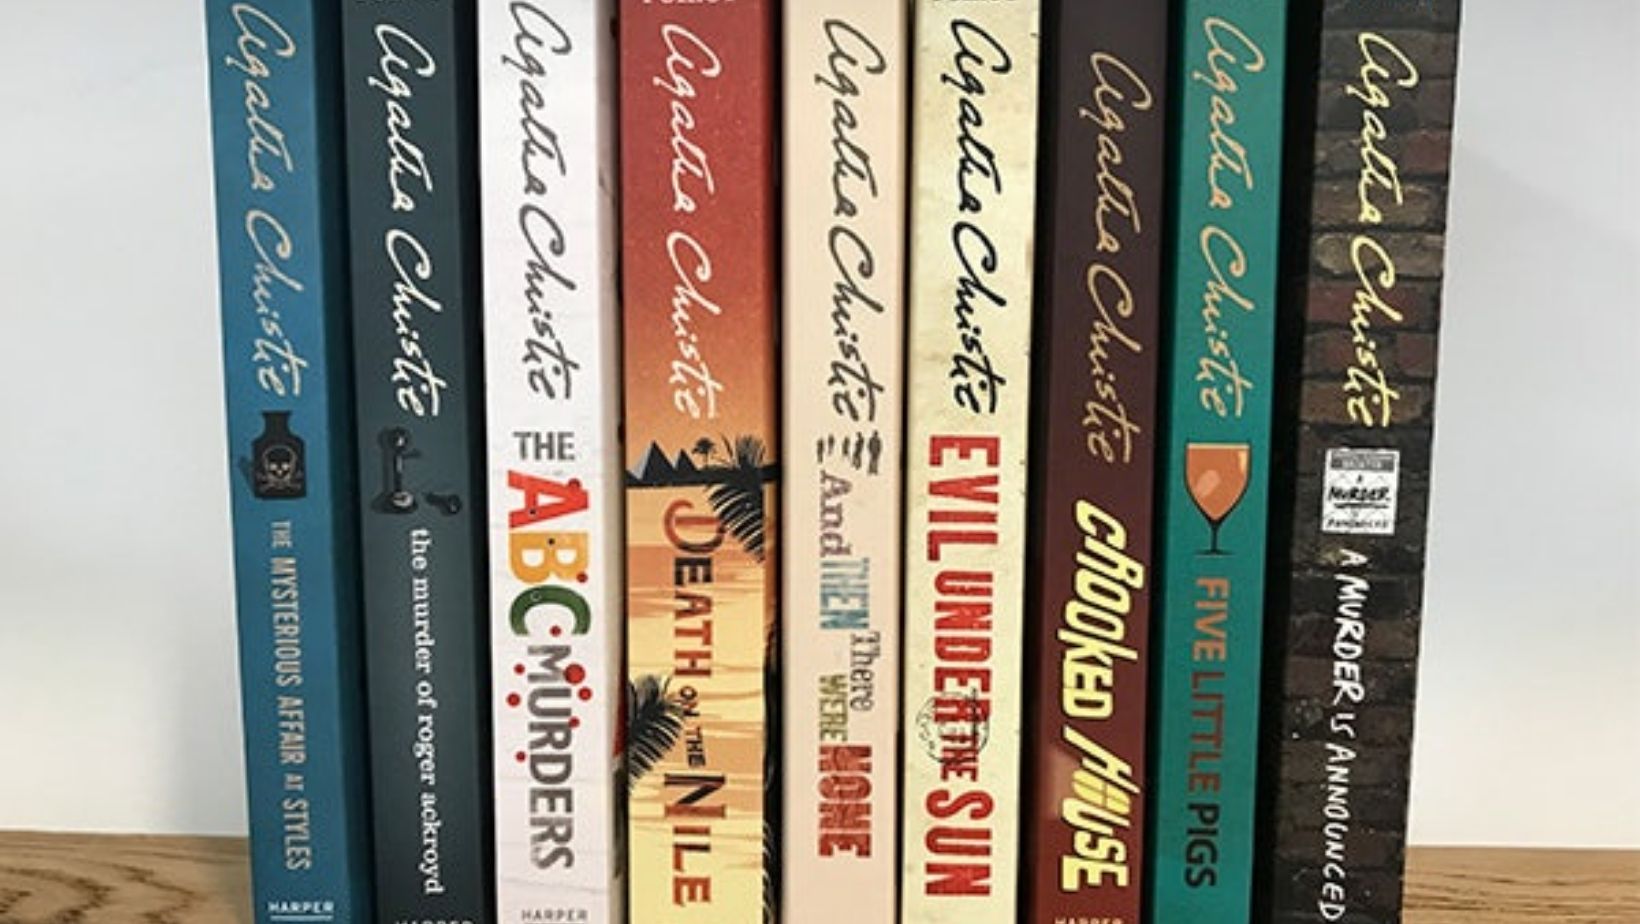 Agatha Christie
THE MYSTERIOUS AFFAIR AT STYLES
HARPER
Agatha Christie
the murder of roger ackroyd
HARPER
Agatha Christie
THE
ABC
MURDERS
HARPER
Agatha Christie
DEATH ON THE NILE
Agatha Christie
And THEN There WERE NONE
Agatha Christie
EVIL UNDER THE SUN
Agatha Christie
CROOKED HOUSE
HARPER
Agatha Christie
FIVE LITTLE PIGS
Agatha Christie
A
MURDER
A MURDER IS ANNOUNCED